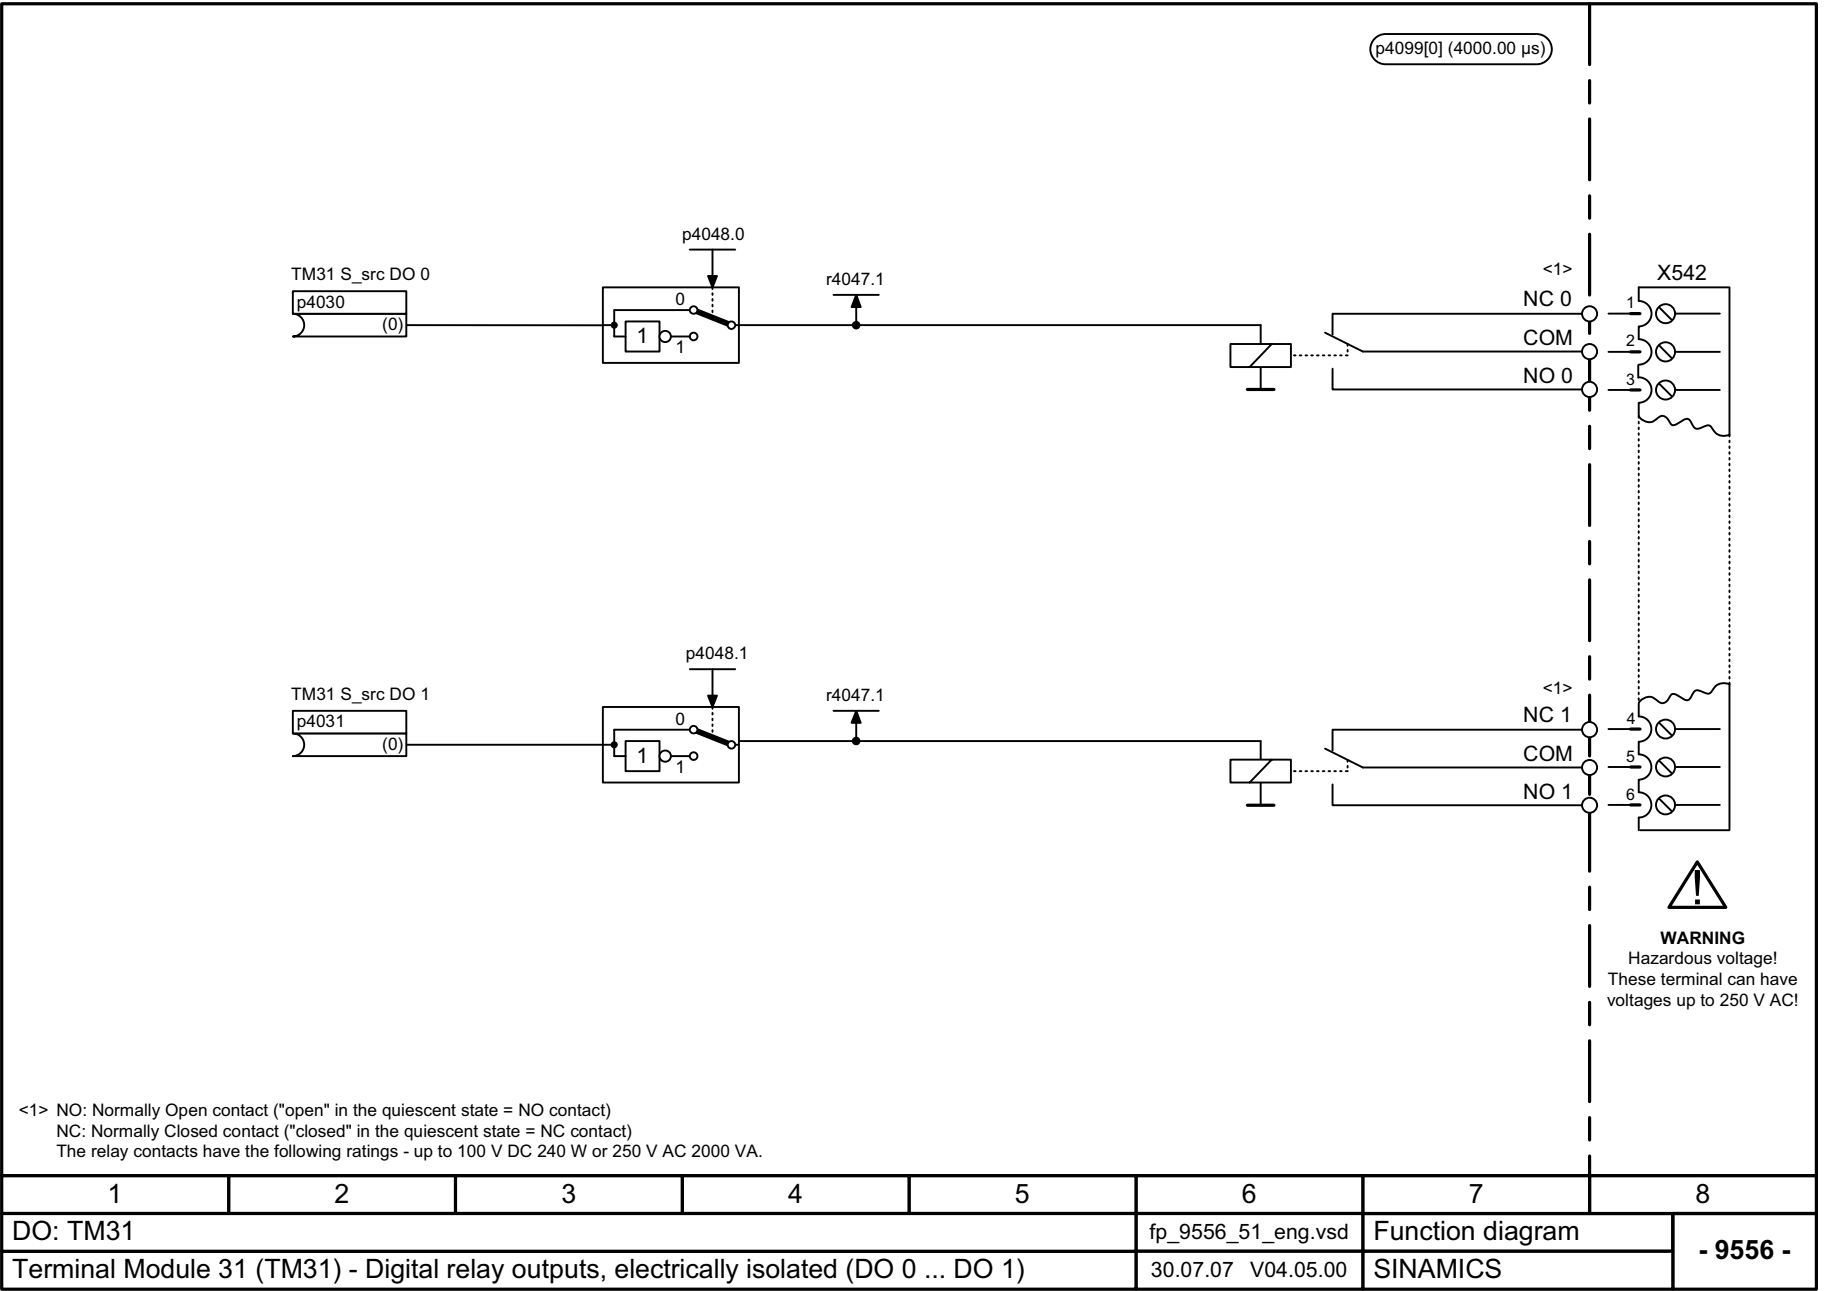 p4099[0] (4000.00 µs)
p4048.0
TM31 S_src DO 0
r4047.1
<1>
X542
p4030
0
NC 0
1
(0)
1
1
COM
2
NO 0
3
p4048.1
TM31 S_src DO 1
r4047.1
<1>
p4031
0
NC 1
4
(0)
1
1
COM
5
NO 1
6
WARNING
Hazardous voltage!
These terminal can have
voltages up to 250 V AC!
<1> NO: Normally Open contact ("open" in the quiescent state = NO contact)
NC: Normally Closed contact ("closed" in the quiescent state = NC contact)
The relay contacts have the following ratings - up to 100 V DC 240 W or 250 V AC 2000 VA.
1 2 3 4 5 6 7 8
DO: TM31
fp_9556_51_eng.vsd
Function diagram
- 9556 -
Terminal Module 31 (TM31) - Digital relay outputs, electrically isolated (DO 0 ... DO 1)
30.07.07 V04.05.00
SINAMICS